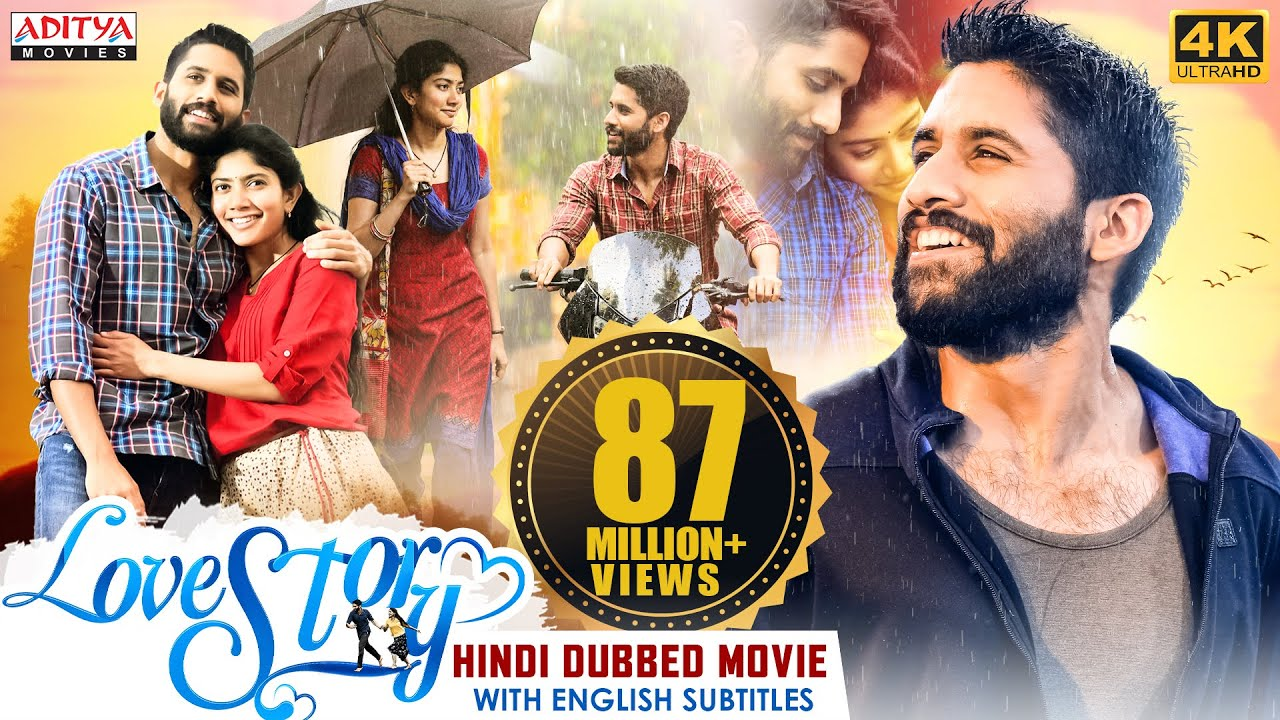 ADITYA
MOVIES
4K
ULTRAHD
87
MILLION+
VIEWS
Love Story
HINDI DUBBED MOVIE
WITH ENGLISH SUBTITLES